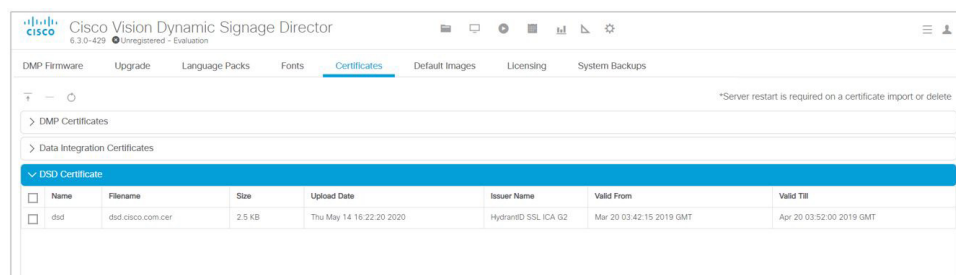 CISCO
Cisco Vision Dynamic Signage Director
6.3.0-429 Unregistered - Evaluation
DMP Firmware Upgrade Language Packs Fonts Certificates Default Images Licensing System Backups
*Server restart is required on a certificate import or delete
DMP Certificates
Data Integration Certificates
DSD Certificate
Name Filename Size Upload Date Issuer Name Valid From Valid Till
dsd dsd.cisco.com.cer 2.5 KB Thu May 14 16:22:20 2020 HydrantID SSL ICA G2 Mar 20 03:42:15 2019 GMT Apr 20 03:52:00 2019 GMT